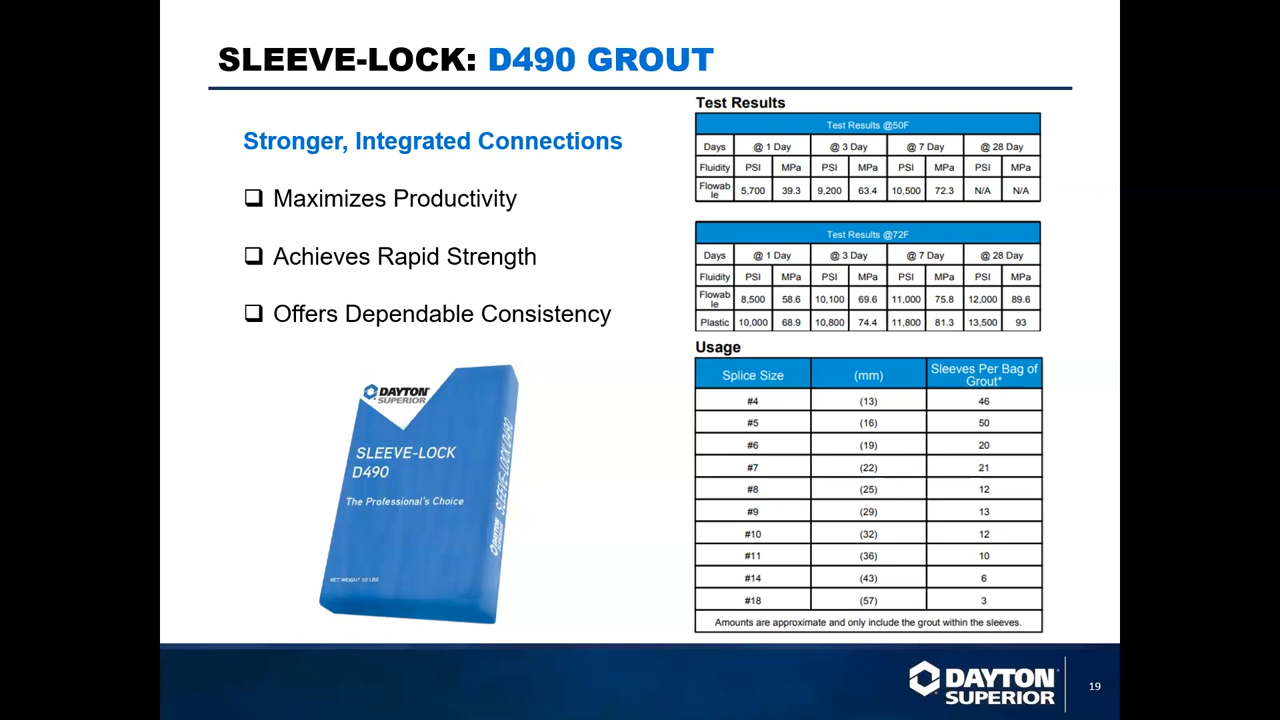 SLEEVE-LOCK: D490 GROUT
Stronger, Integrated Connections
Maximizes Productivity
Achieves Rapid Strength
Offers Dependable Consistency
DAYTON
SUPERIOR
SLEEVE-LOCK
D490
The Professional's Choice
NET WEIGHT 50 LBS
SLEEVE-LOCK D490
Test Results
Test Results @50F
Days @ 1 Day @ 3 Day @ 7 Day @ 28 Day
Fluidity PSI MPa PSI MPa PSI MPa PSI MPa
Flowab
le 5,700 39.3 9,200 63.4 10,500 72.3 N/A N/A
Test Results @72F
Days @ 1 Day @ 3 Day @ 7 Day @ 28 Day
Fluidity PSI MPa PSI MPa PSI MPa PSI MPa
Flowab
le 8,500 58.6 10,100 69.6 11,000 75.8 12,000 89.6
Plastic 10,000 68.9 10,800 74.4 11,800 81.3 13,500 93
Usage
Splice Size (mm) Sleeves Per Bag of
Grout*
#4 (13) 46
#5 (16) 50
#6 (19) 20
#7 (22) 21
#8 (25) 12
#9 (29) 13
#10 (32) 12
#11 (36) 10
#14 (43) 6
#18 (57) 3
Amounts are approximate and only include the grout within the sleeves.
DAYTON
SUPERIOR
19